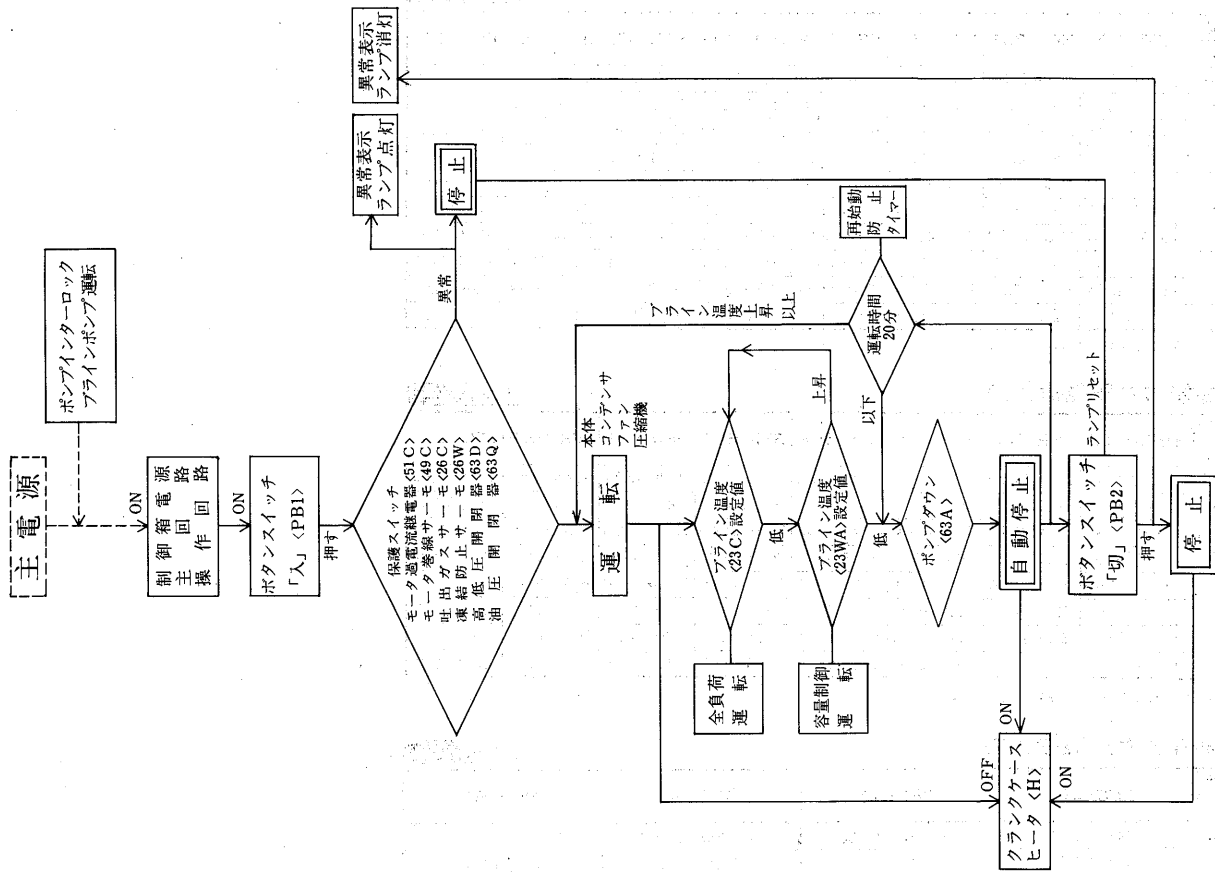 主電源
ポンプインターロック
ブラインポンプ運転
ON
制御箱電源
主回路
操作回路
ON
ボタンスイッチ
「入」<PB1>
押す
保護スイッチ
モータ過電流継電器<51C>
モータ巻線サーモ<49C>
吐出ガスサーモ<26C>
凍結防止サーモ<26W>
高低圧開閉器<63D>
油圧開閉器<63Q>
異常
異常表示
ランプ点灯
停止
異常表示
ランプ消灯
本体
コンデンサ
ファン
圧縮機
運転
ブライン
温度上昇
以上
全負荷
運転
ブライン温度
<23C>設定値
低
上昇
容量制御
運転
ブライン温度
<23WA>設定値
低
以下
運転時間
20分
再始動
防止
タイマー
ポンプダウン
<63A>
自動停止
ランプリセット
ボタンスイッチ
「切」<PB2>
押す
停止
OFF
ON
クランクケース
ヒータ<H>
ON